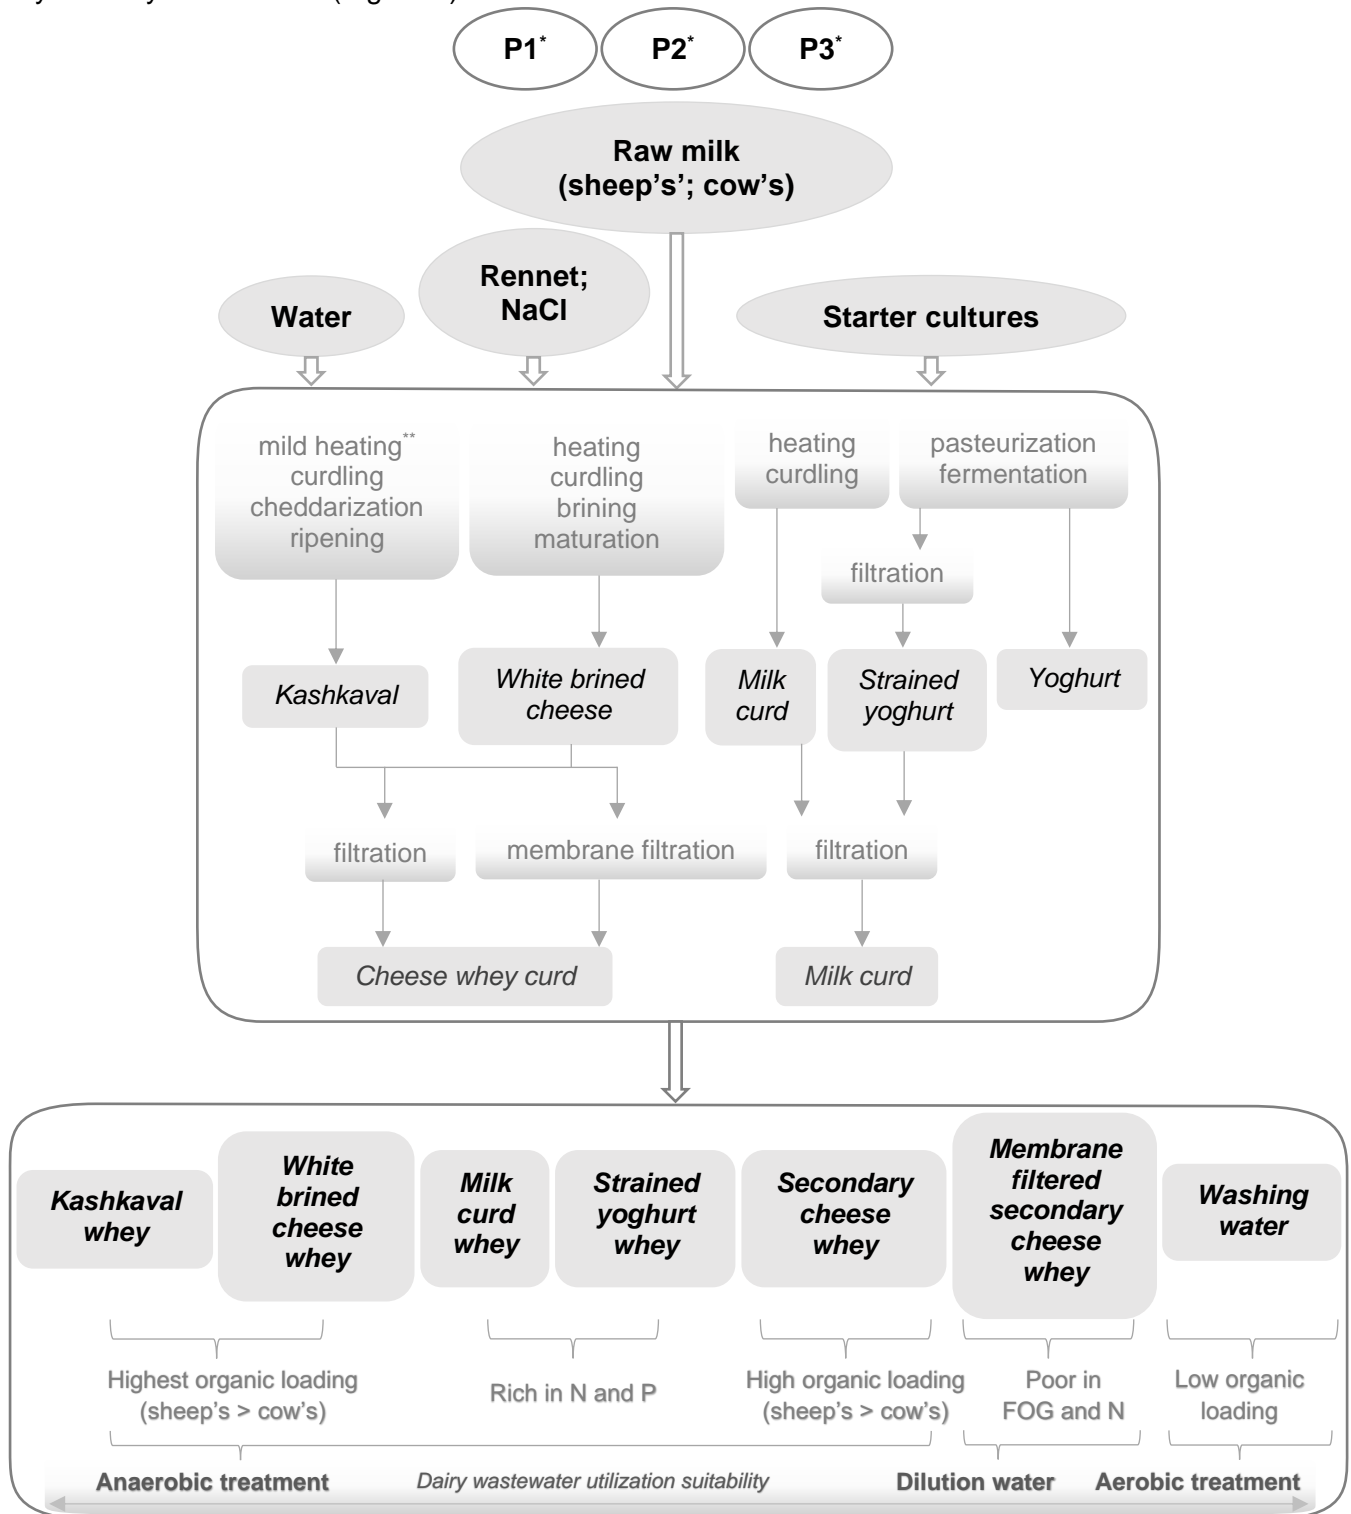 P1*
P2*
P3*
Raw milk
(sheep's'; cow's)
Rennet;
NaCl
Water
Starter cultures
mild heating**
curdling
cheddarization
ripening
heating
curdling
brining
maturation
heating
curdling
pasteurization
fermentation
filtration
Kashkaval
White brined
cheese
Milk
curd
Strained
yoghurt
Yoghurt
filtration
membrane filtration
filtration
Cheese whey curd
Milk curd
Kashkaval
whey
White
brined
cheese
whey
Milk
curd
whey
Strained
yoghurt
whey
Secondary
cheese
whey
Membrane
filtered
secondary
cheese
whey
Washing
water
Highest organic loading
(sheep's > cow's)
Rich in N and P
High organic loading
(sheep's > cow's)
Poor in
FOG and N
Low organic
loading
Anaerobic treatment
Dairy wastewater utilization suitability
Dilution water
Aerobic treatment